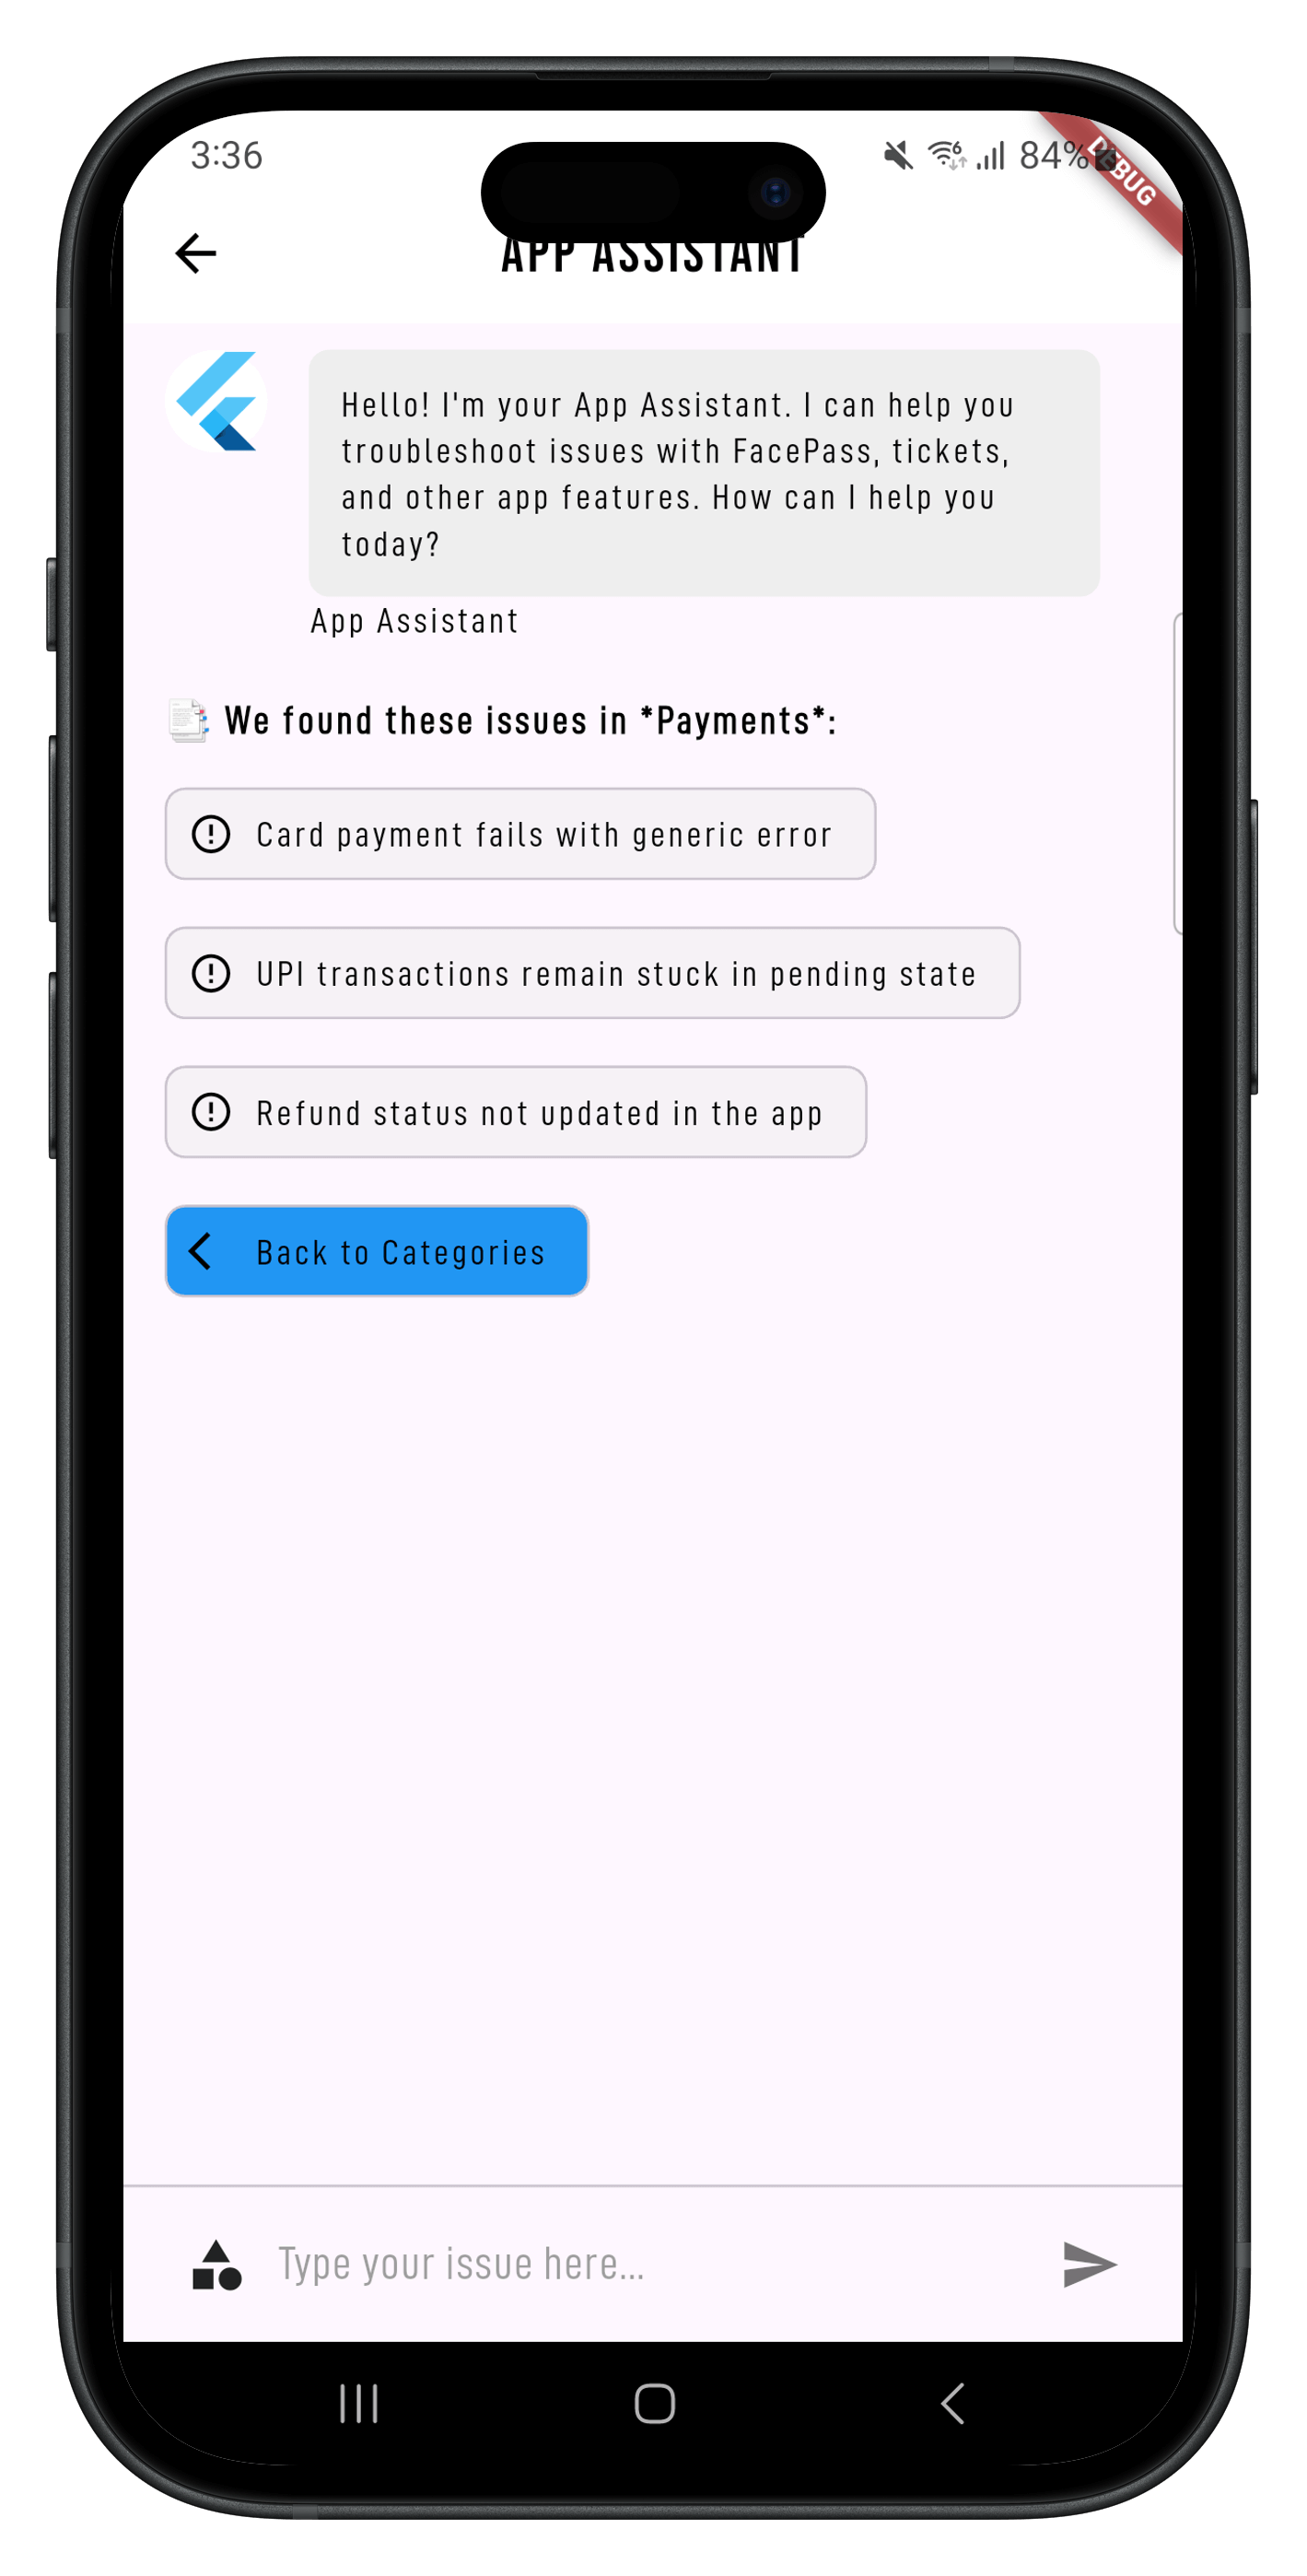 3:36
84%
DEBUG
APP ASSISTANT
Hello! I'm your App Assistant. I can help you
troubleshoot issues with FacePass, tickets,
and other app features. How can I help you
today?
App Assistant
We found these issues in *Payments*:
Card payment fails with generic error
UPI transactions remain stuck in pending state
Refund status not updated in the app
Back to Categories
Type your issue here...